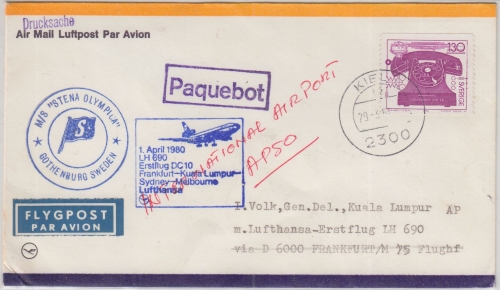 Drucksache
Air Mail Luftpost Par Avion
Paquebot
130
SVERIGE
KIEL
2300
M/S "STENA OLYMPICA"
S
GOTHENBURG SWEDEN
1. April 1980
LH 690
Erstflug DC10
Frankfurt-Kuala Lumpur-
Sydney-Melbourne
Lufthansa
INTERNATIONAL AIRPORT
APSO
FLYGPOST
PAR AVION
I.Volk,Gen.Del.,Kuala Lumpur AP
m.Lufthansa-Erstflug LH 690
via D 6000 FRANKFURT/M 75 Flughf